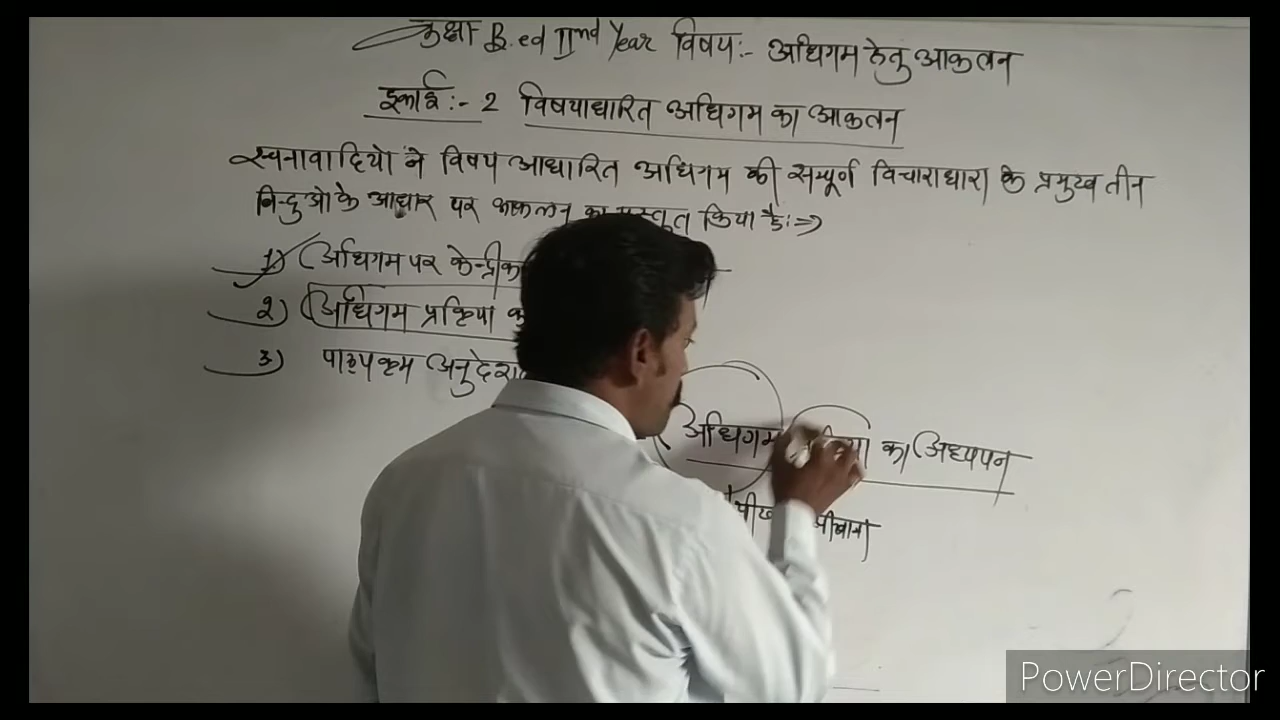 कक्षा B.ed IInd Year विषय:- अधिगम हेतु आकलन
इकाई:- 2 विषयाधारित अधिगम का आकलन
रचनावादियो ने विषय आधारित अधिगम की सम्पूर्ण विचाराधारा के प्रमुख तीन
बिन्दुओ के आधार पर आकलन का प्रस्तुत किया है:⇒
1) अधिगम पर केन्द्रीक
2) अधिगम प्रक्रिया क
3) पाठ्यक्रम अनुदेशा
अधिगम का अध्ययन
PowerDirector